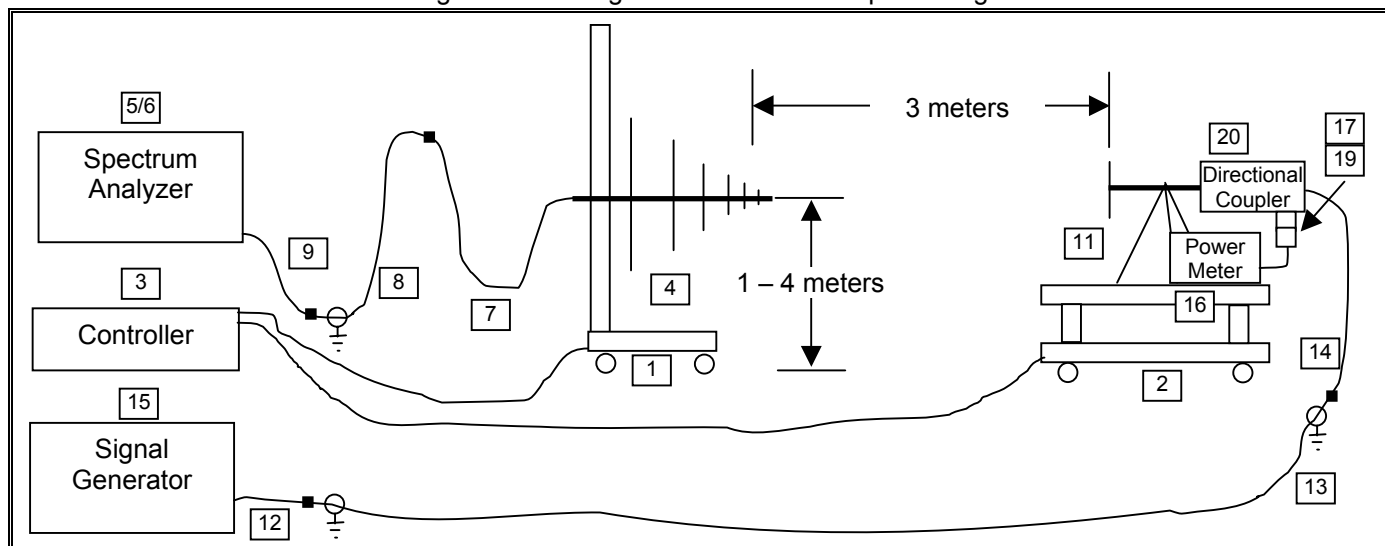 5/6
Spectrum
Analyzer
3 meters
17
20
19
Directional
Coupler
9
8
11
Power
Meter
3
7
4
1 – 4 meters
16
Controller
1
2
14
15
Signal
Generator
12
13